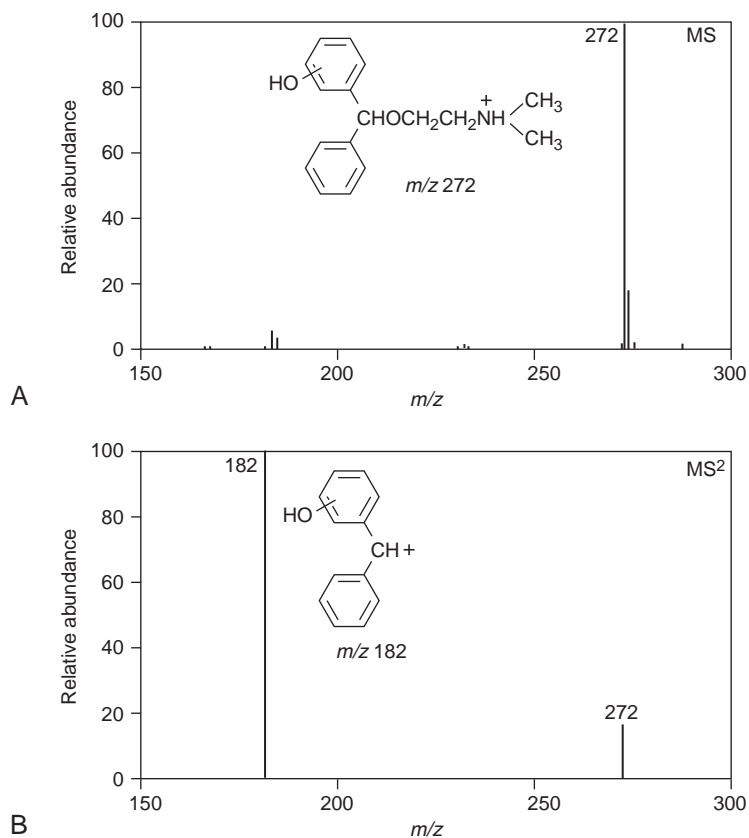 100
80
60
40
20
0
Relative abundance
272
MS
HO
CHOCH₂CH₂NH
+
CH₃
CH₃
m/z 272
150
200
250
300
m/z
A
100
80
60
40
20
0
Relative abundance
182
MS²
HO
CH +
m/z 182
272
150
200
250
300
m/z
B